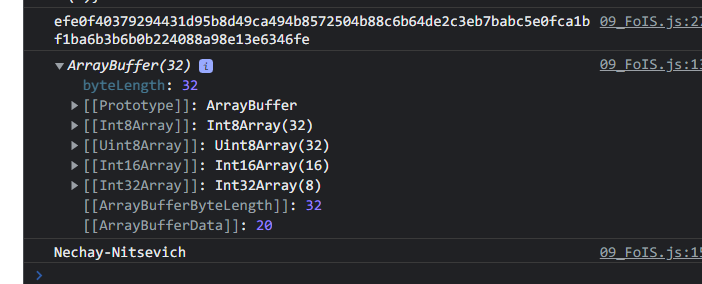 efe0f40379294431d95b8d49ca494b8572504b88c6b64de2c3eb7babc5e0fca1b 09_FoIS.js:27
f1ba6b3b6b0b224088a98e13e6346fe
▼ArrayBuffer(32) i 09_FoIS.js:13
byteLength: 32
▶[[Prototype]]: ArrayBuffer
▶[[Int8Array]]: Int8Array(32)
▶[[Uint8Array]]: Uint8Array(32)
▶[[Int16Array]]: Int16Array(16)
▶[[Int32Array]]: Int32Array(8)
[[ArrayBufferByteLength]]: 32
[[ArrayBufferData]]: 20
Nechay-Nitsevich 09_FoIS.js:15